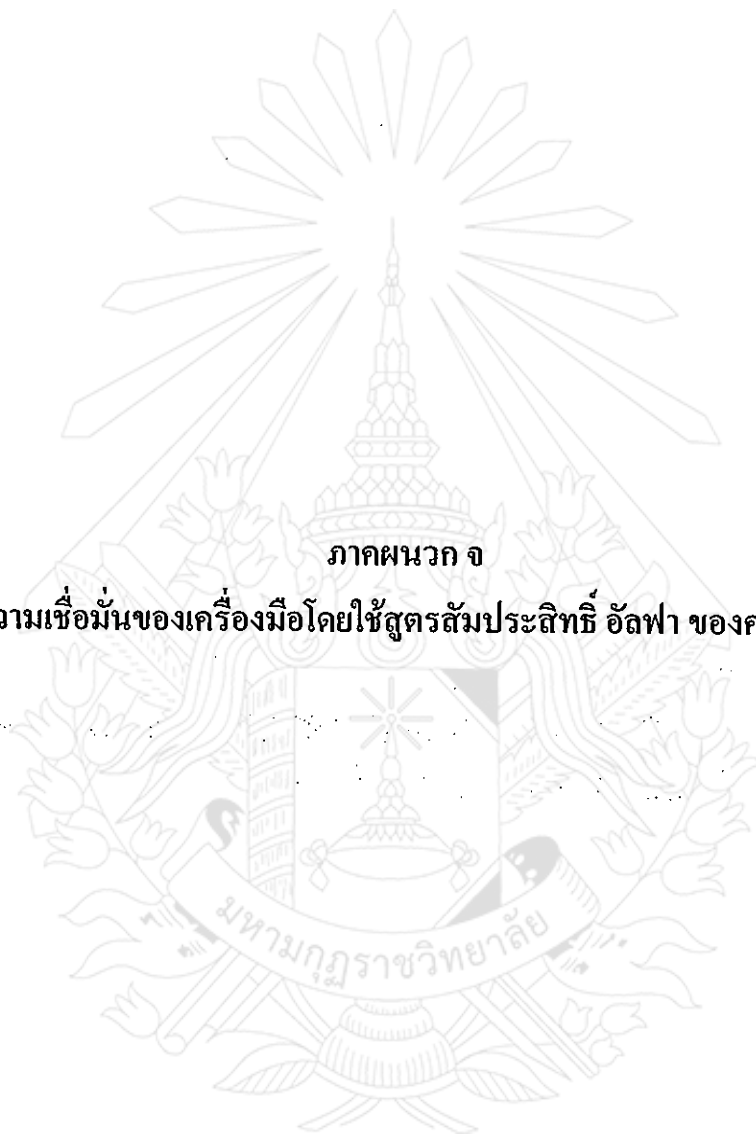 ภาคผนวก จ
วามเชื่อมั่นของเครื่องมือโดยใช้สูตรสัมประสิทธิ์ อัลฟา ของค
มหามกุฏราชวิทยาลัย